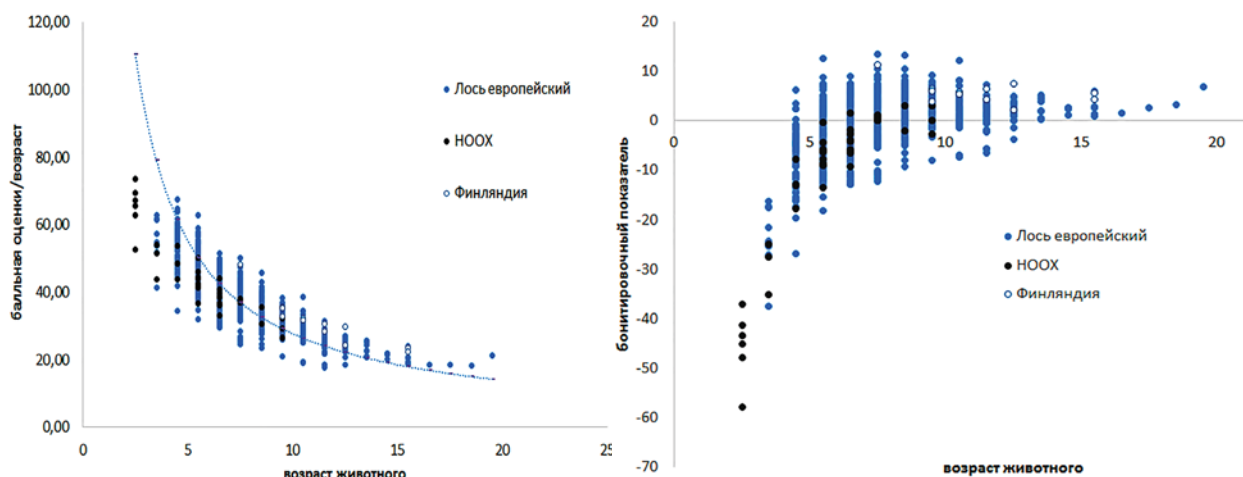 120,00
100,00
80,00
60,00
40,00
20,00
0,00
0
5
10
15
20
25
балльная оценки/возраст
возраст животного
Лось европейский
НООХ
Финляндия
20
10
0
-10
-20
-30
-40
-50
-60
-70
0
5
10
15
20
бонитировочный показатель
Лось европейский
НООХ
Финляндия
возраст животного